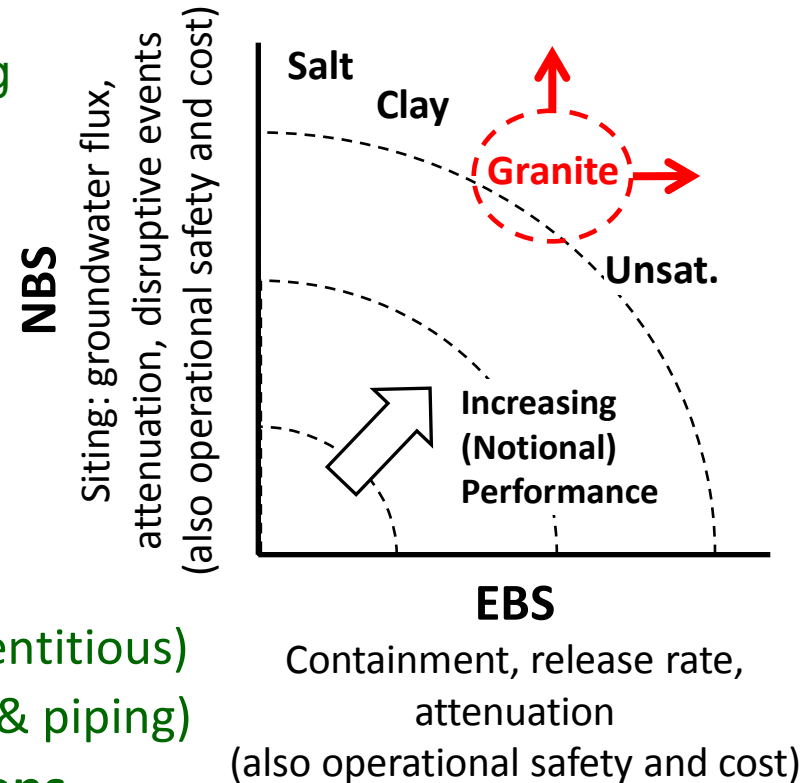 g
NBS
Siting: groundwater flux,
attenuation, disruptive events
(also operational safety and cost)
Salt
Clay
Granite
Unsat.
Increasing
(Notional)
Performance
EBS
Containment, release rate,
attenuation
(also operational safety and cost)
entitious)
& piping)